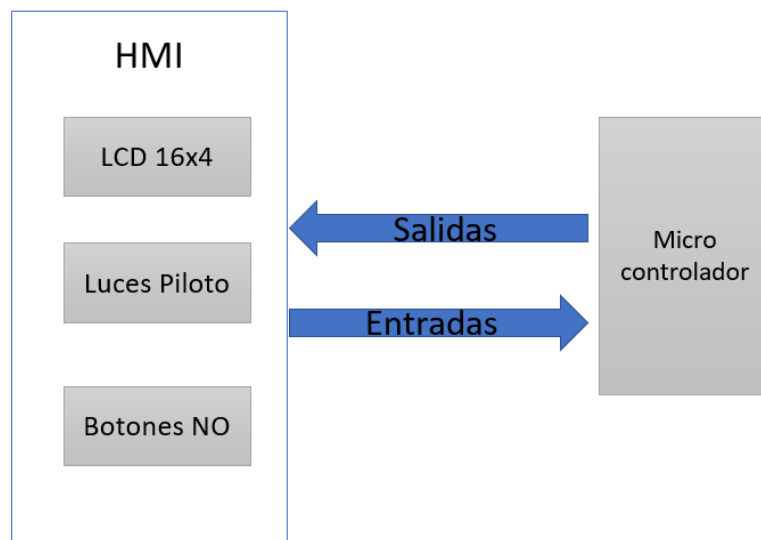 HMI
LCD 16x4
Luces Piloto
Botones NO
Salidas
Entradas
Micro
controlador